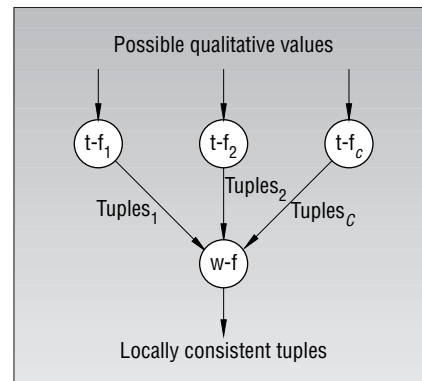 Possible qualitative values
t-f₁ t-f₂ t-f𝑐
Tuples₁ Tuples₂ Tuples𝐶
w-f
Locally consistent tuples